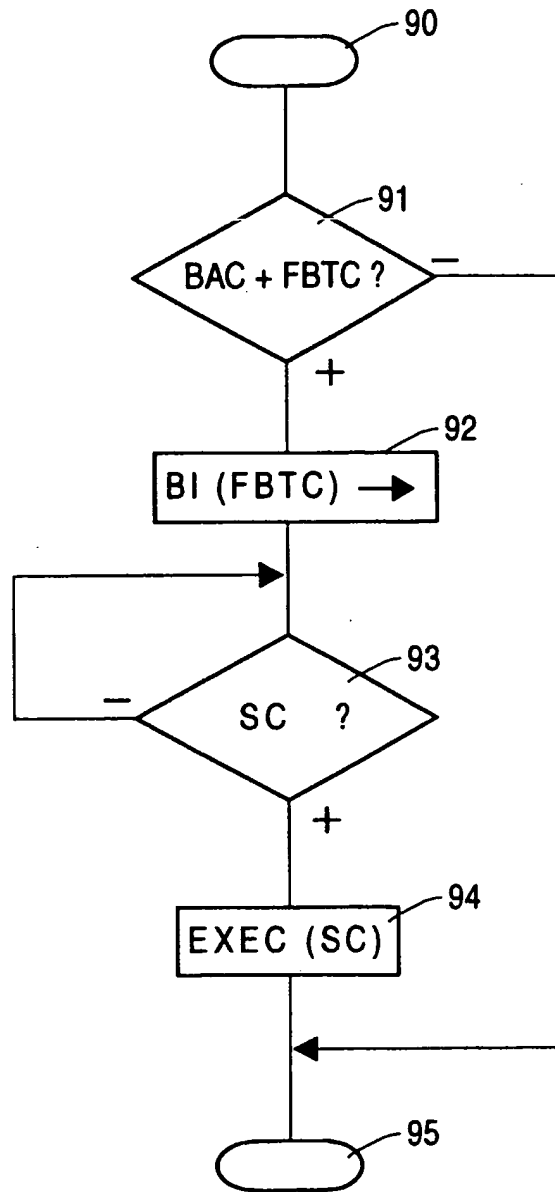 90
91
BAC + FBTC ?
−
+
92
BI (FBTC) →
93
−
SC ?
+
94
EXEC (SC)
95